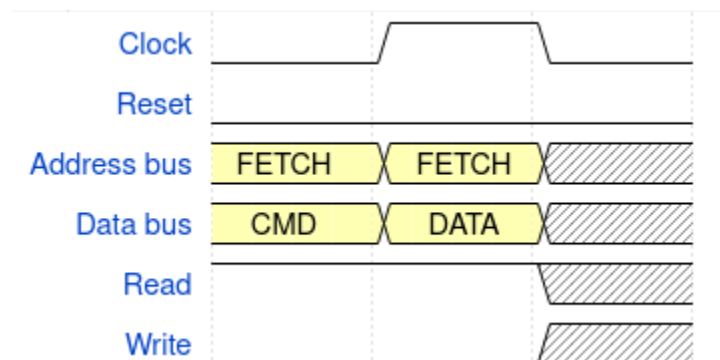 Clock
Reset
Address bus FETCH FETCH
Data bus CMD DATA
Read
Write